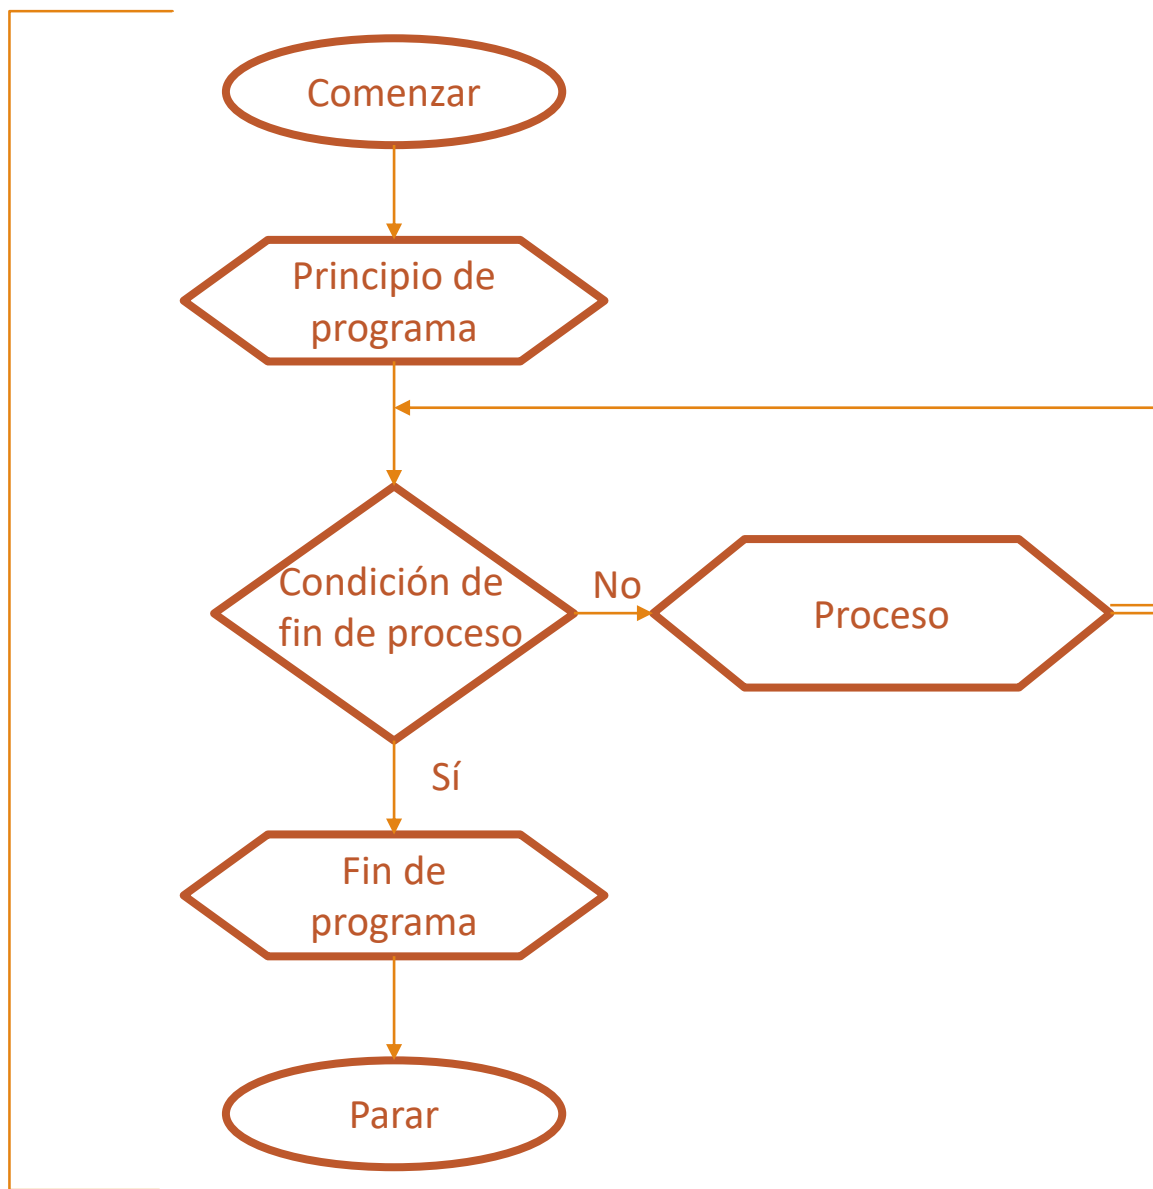 Comenzar
Principio de
programa
Condición de
fin de proceso
No
Proceso
Sí
Fin de
programa
Parar